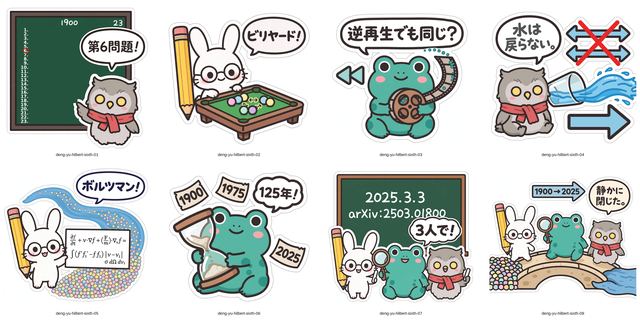 1900 23
第6問題!
deng-yu-hilbert-sixth-01
ビリヤード!
deng-yu-hilbert-sixth-02
逆再生でも同じ?
deng-yu-hilbert-sixth-03
水は
戻らない。
deng-yu-hilbert-sixth-04
ボルツマン!
deng-yu-hilbert-sixth-05
1900
1975
125年!
2025
deng-yu-hilbert-sixth-06
2025.3.3
arXiv:2503.01800
3人で!
deng-yu-hilbert-sixth-07
1900→2025
静かに
閉じた。
deng-yu-hilbert-sixth-08